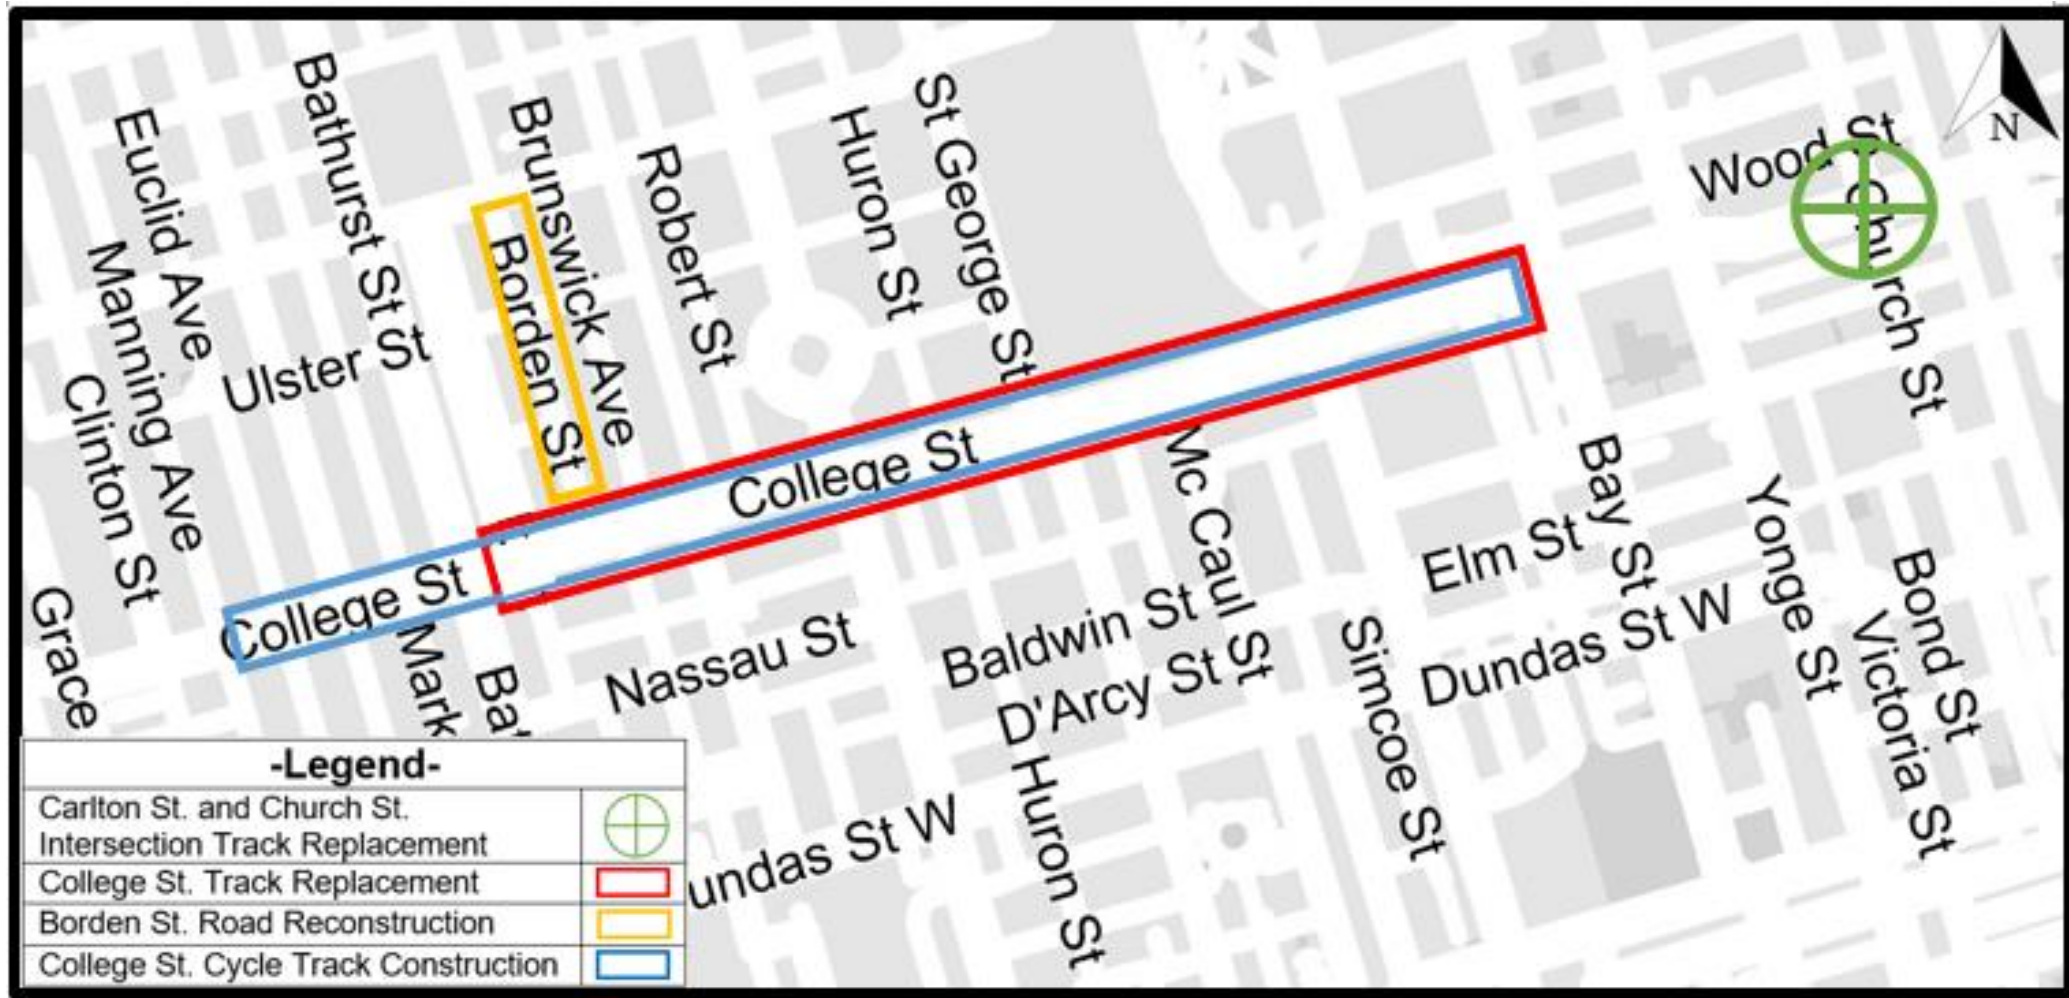 Bathurst St
Euclid Ave
Manning Ave
Clinton St
Grace
Ulster St
Brunswick Ave
Borden St
Robert St
Huron St
St George St
Wood St
Church St
N
College St
College St
Mark
Nassau St
Baldwin St
D'Arcy St
Mc Caul St
Huron St
Simcoe St
Elm St
Dundas St W
Bay St
Yonge St
Victoria St
Bond St
undas St W
-Legend-
Carlton St. and Church St.
Intersection Track Replacement
College St. Track Replacement
Borden St. Road Reconstruction
College St. Cycle Track Construction